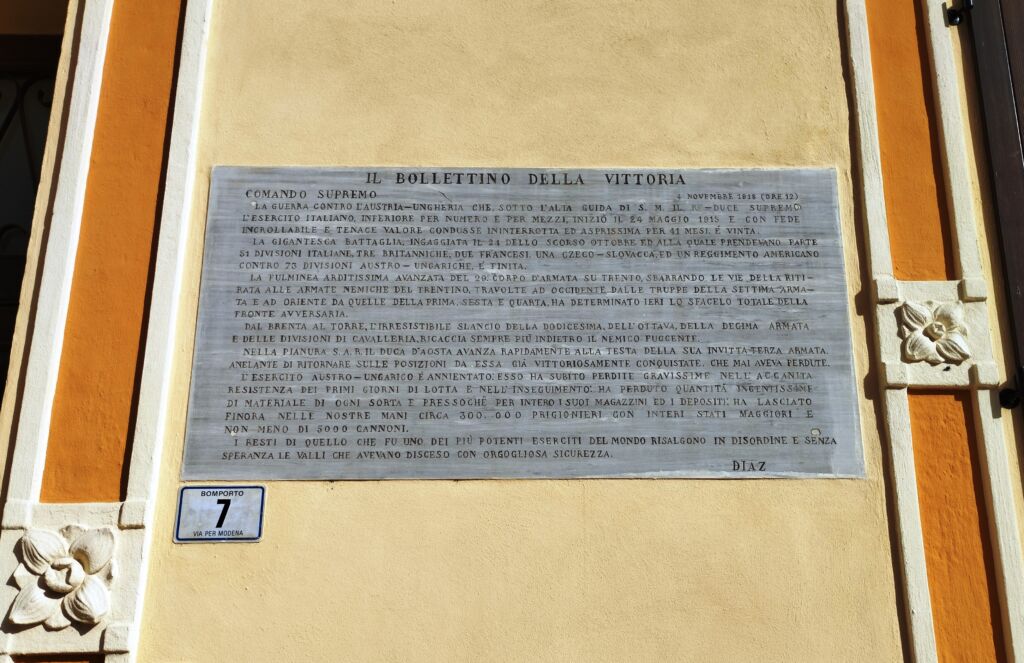 IL BOLLETTINO DELLA VITTORIA
COMANDO SUPREMO 4 NOVEMBRE 1918 (ORE 12)
LA GUERRA CONTRO L'AUSTRIA-UNGHERIA CHE, SOTTO L'ALTA GUIDA DI S. M. IL RE-DUCE SUPREMO
L'ESERCITO ITALIANO, INFERIORE PER NUMERO E PER MEZZI, INIZIÒ IL 24 MAGGIO 1915 E CON FEDE
INCROLLABILE E TENACE VALORE CONDUSSE ININTERROTTA ED ASPRISSIMA PER 41 MESI, É VINTA.
LA GIGANTESCA BATTAGLIA, INGAGGIATA IL 24 DELLO SCORSO OTTOBRE ED ALLA QUALE PRENDEVANO PARTE
51 DIVISIONI ITALIANE, TRE BRITANNICHE, DUE FRANCESI, UNA CZECO-SLOVACCA, ED UN REGGIMENTO AMERICANO
CONTRO 73 DIVISIONI AUSTRO-UNGARICHE, É FINITA.
LA FULMINEA ARDITISSIMA AVANZATA DEL 29. CORPO D'ARMATA SU TRENTO, SBARRANDO LE VIE DELLA RITI-
RATA ALLE ARMATE NEMICHE DEL TRENTINO, TRAVOLTE AD OCCIDENTE DALLE TRUPPE DELLA SETTIMA ARMA-
TA E AD ORIENTE DA QUELLE DELLA PRIMA, SESTA E QUARTA, HA DETERMINATO IERI LO SFACELO TOTALE DELLA
FRONTE AVVERSARIA.
DAL BRENTA AL TORRE, L'IRRESISTIBILE SLANCIO DELLA DODICESIMA, DELL'OTTAVA, DELLA DECIMA ARMATA
E DELLE DIVISIONI DI CAVALLERIA, RICACCIA SEMPRE PIÙ INDIETRO IL NEMICO FUGGENTE.
NELLA PIANURA S.A.R. IL DUCA D'AOSTA AVANZA RAPIDAMENTE ALLA TESTA DELLA SUA INVITTA TERZA ARMATA,
ANELANTE DI RITORNARE SULLE POSIZIONI DA ESSA GIÀ VITTORIOSAMENTE CONQUISTATE, CHE MAI AVEVA PERDUTE.
L'ESERCITO AUSTRO-UNGARICO É ANNIENTATO: ESSO HA SUBITO PERDITE GRAVISSIME NELL'ACCANITA
RESISTENZA DEI PRIMI GIORNI DI LOTTA E NELL'INSEGUIMENTO: HA PERDUTO QUANTITÀ INGENTISSIME
DI MATERIALE DI OGNI SORTA E PRESSOCHÉ PER INTERO I SUOI MAGAZZINI ED I DEPOSITI: HA LASCIATO
FINORA NELLE NOSTRE MANI CIRCA 300.000 PRIGIONIERI CON INTERI STATI MAGGIORI E
NON MENO DI 5000 CANNONI.
I RESTI DI QUELLO CHE FU UNO DEI PIÙ POTENTI ESERCITI DEL MONDO RISALGONO IN DISORDINE E SENZA
SPERANZA LE VALLI CHE AVEVANO DISCESO CON ORGOGLIOSA SICUREZZA.
DIAZ
BOMPORTO
7
VIA PER MODENA